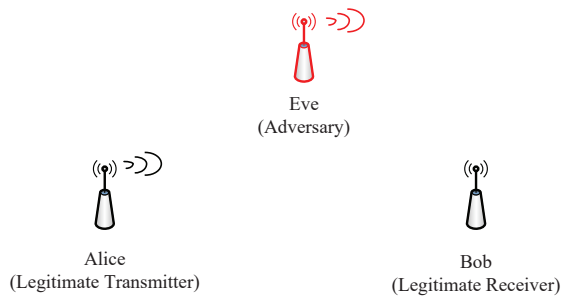 Eve
(Adversary)
Alice
(Legitimate Transmitter)
Bob
(Legitimate Receiver)